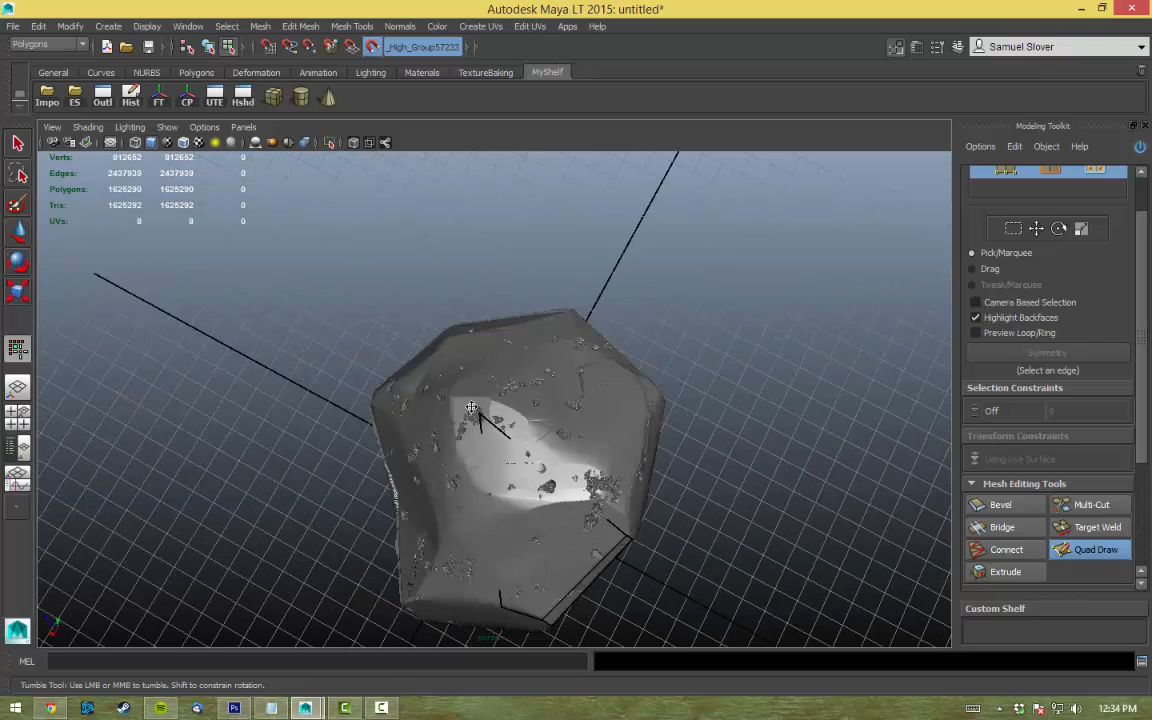 Autodesk Maya LT 2015: untitled*
File Edit Modify Create Display Window Select Mesh Edit Mesh Mesh Tools Normals Color Create UVs Edit UVs Apps Help
Polygons _High_Group57233 Samuel Slover
General Curves NURBS Polygons Deformation Animation Lighting Materials TextureBaking MyShelf
Impo ES Outl Hist FT CP UTE Hshd
View Shading Lighting Show Options Panels
Verts: 812652 812652 0
Edges: 2437939 2437939 0
Polygons: 1625290 1625290 0
Tris: 1625292 1625292 0
UVs: 8 8 0
persp
Modeling Toolkit
Options Edit Object Help
Pick/Marquee
Drag
Tweak/Marquee
Camera Based Selection
Highlight Backfaces
Preview Loop/Ring
Symmetry
(Select an edge)
Selection Constraints
Off 0
Transform Constraints
Using Live Surface
Mesh Editing Tools
Bevel Multi-Cut
Bridge Target Weld
Connect Quad Draw
Extrude
Custom Shelf
MEL
Tumble Tool: Use LMB or MMB to tumble. Shift to constrain rotation.
12:34 PM